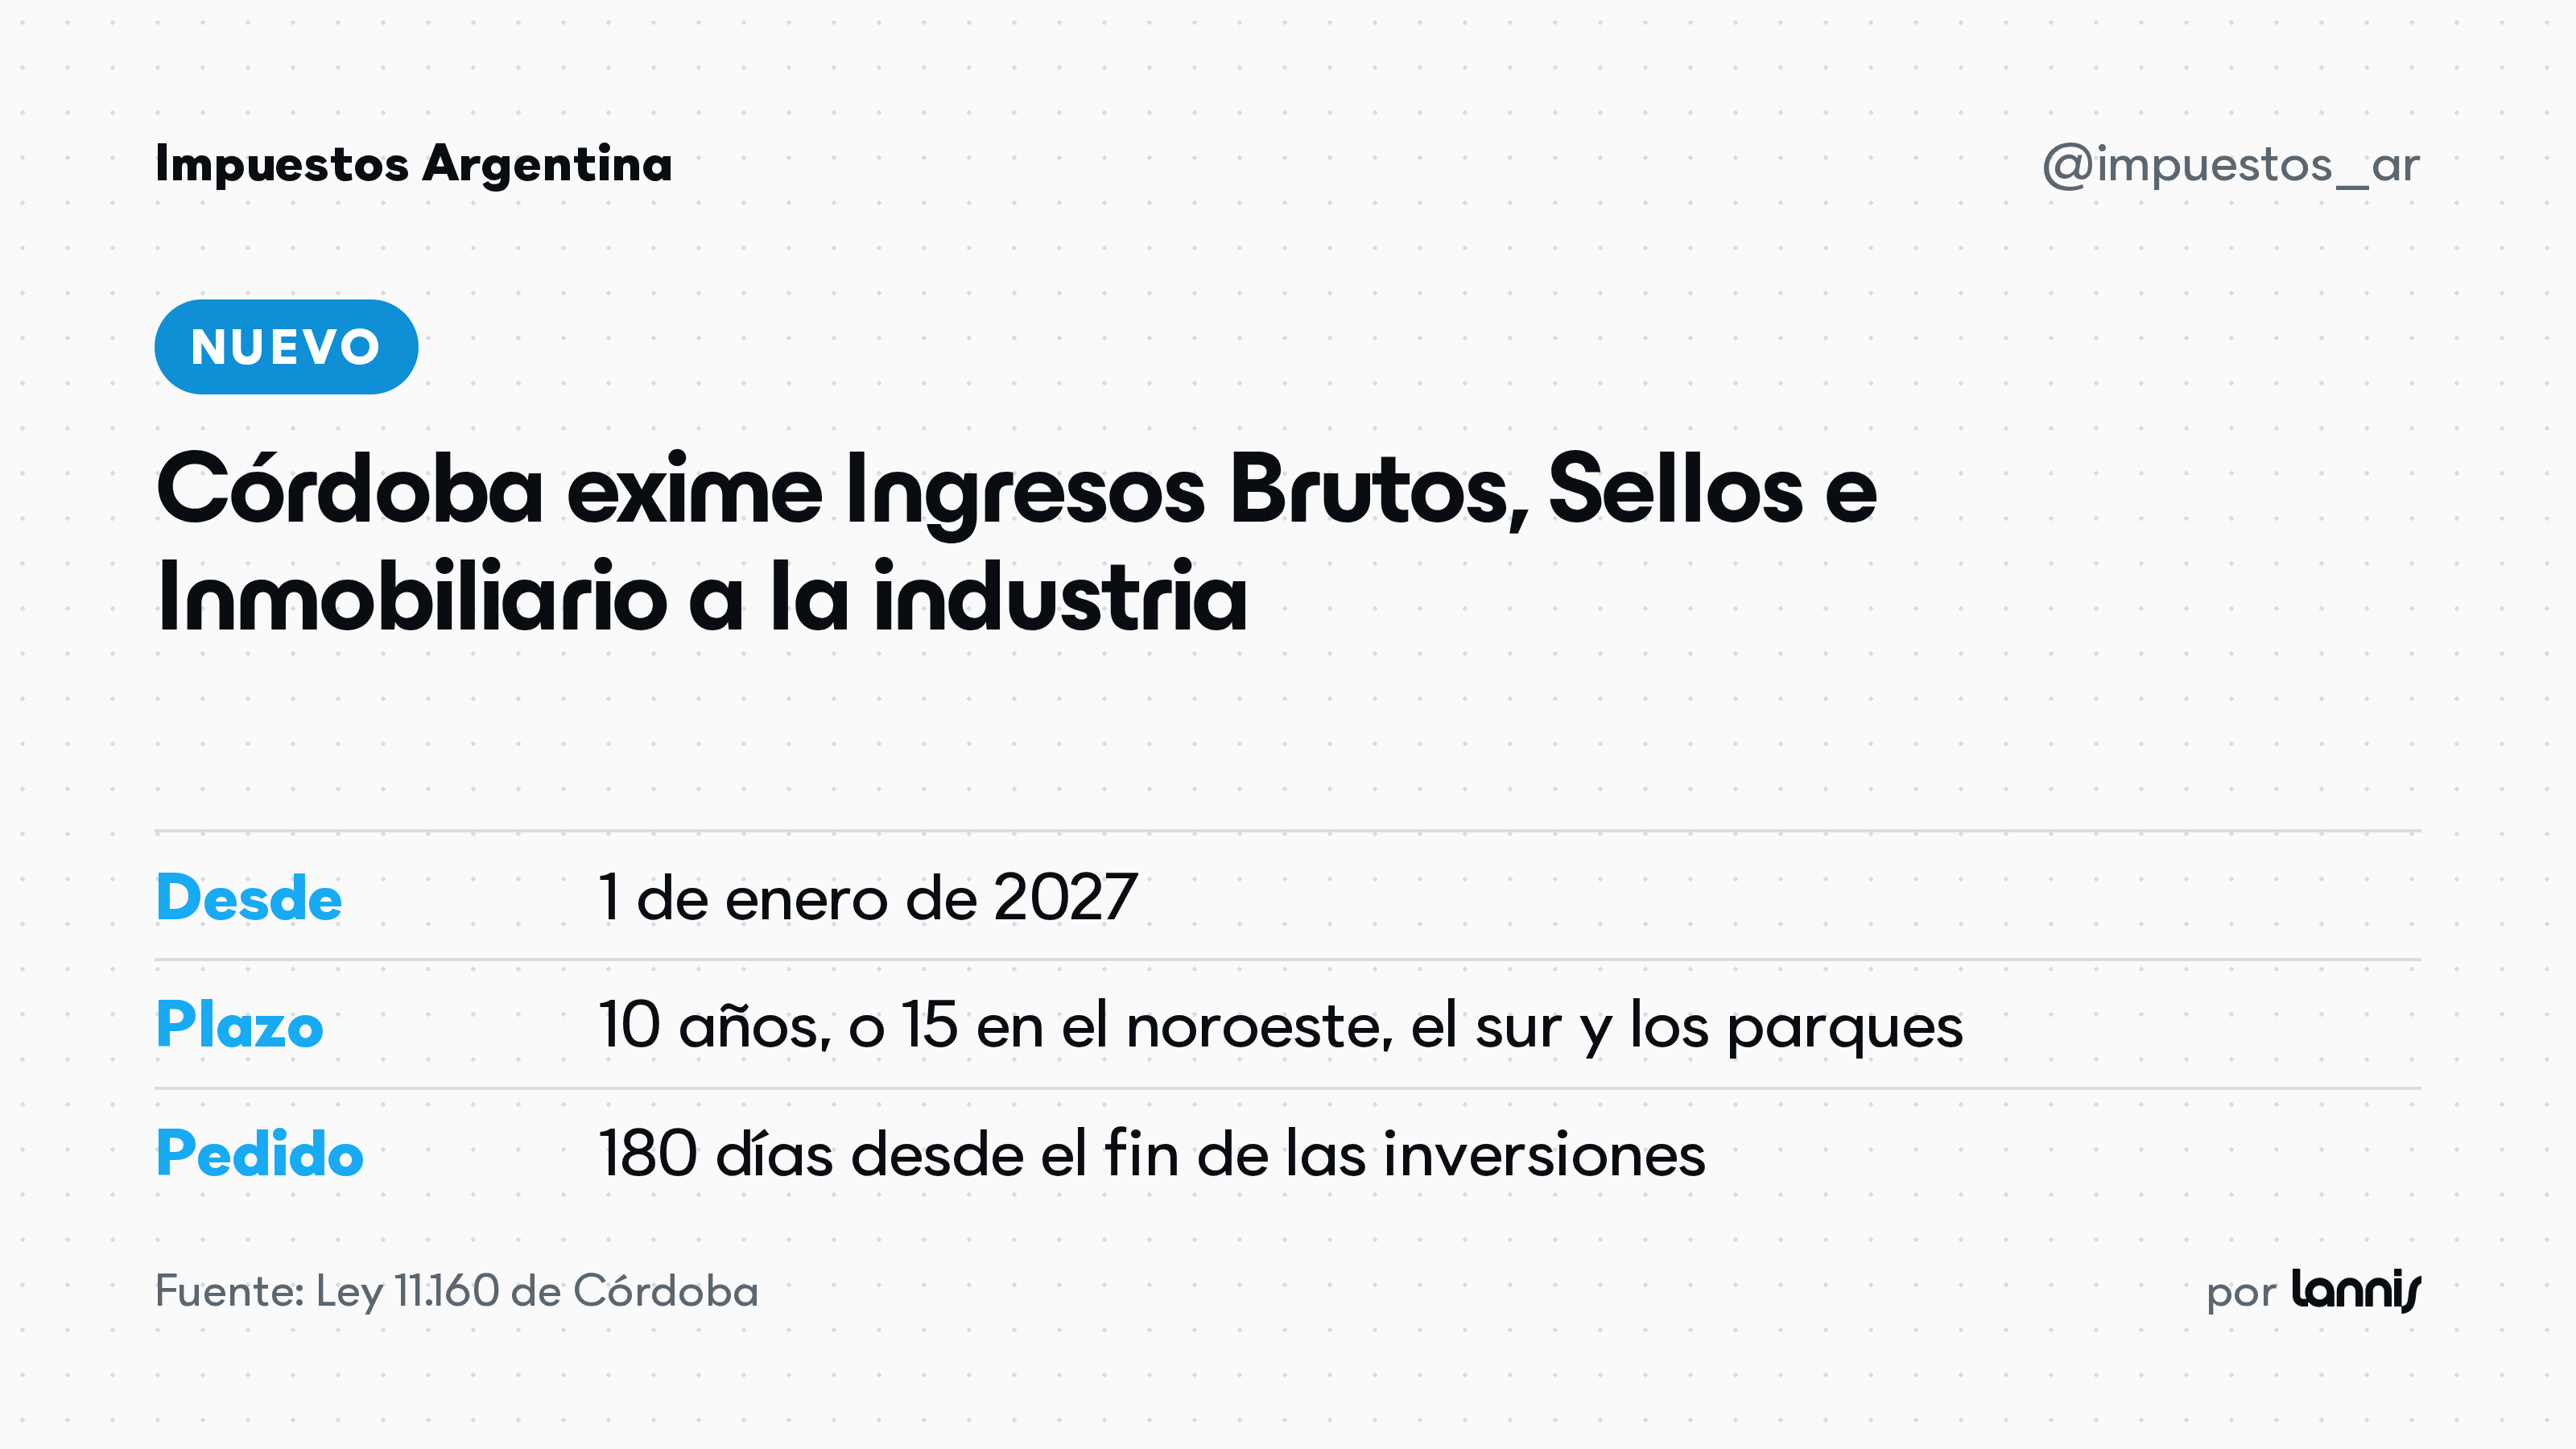 Impuestos Argentina
@impuestos_ar
NUEVO
Córdoba exime Ingresos Brutos, Sellos e
Inmobiliario a la industria
Desde 1 de enero de 2027
Plazo 10 años, o 15 en el noroeste, el sur y los parques
Pedido 180 días desde el fin de las inversiones
Fuente: Ley 11.160 de Córdoba
por lannis